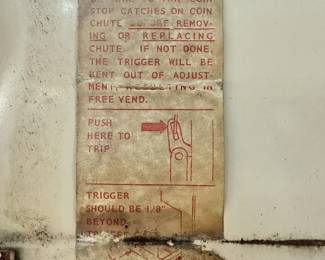 STOP CATCHES ON COIN
CHUTE BEFORE REMOV-
ING OR REPLACING
CHUTE. IF NOT DONE,
THE TRIGGER WILL BE
BENT OUT OF ADJUST-
MENT, RESULTING IN
FREE VEND.
PUSH
HERE TO
TRIP
TRIGGER
SHOULD BE 1/8"
BEYOND